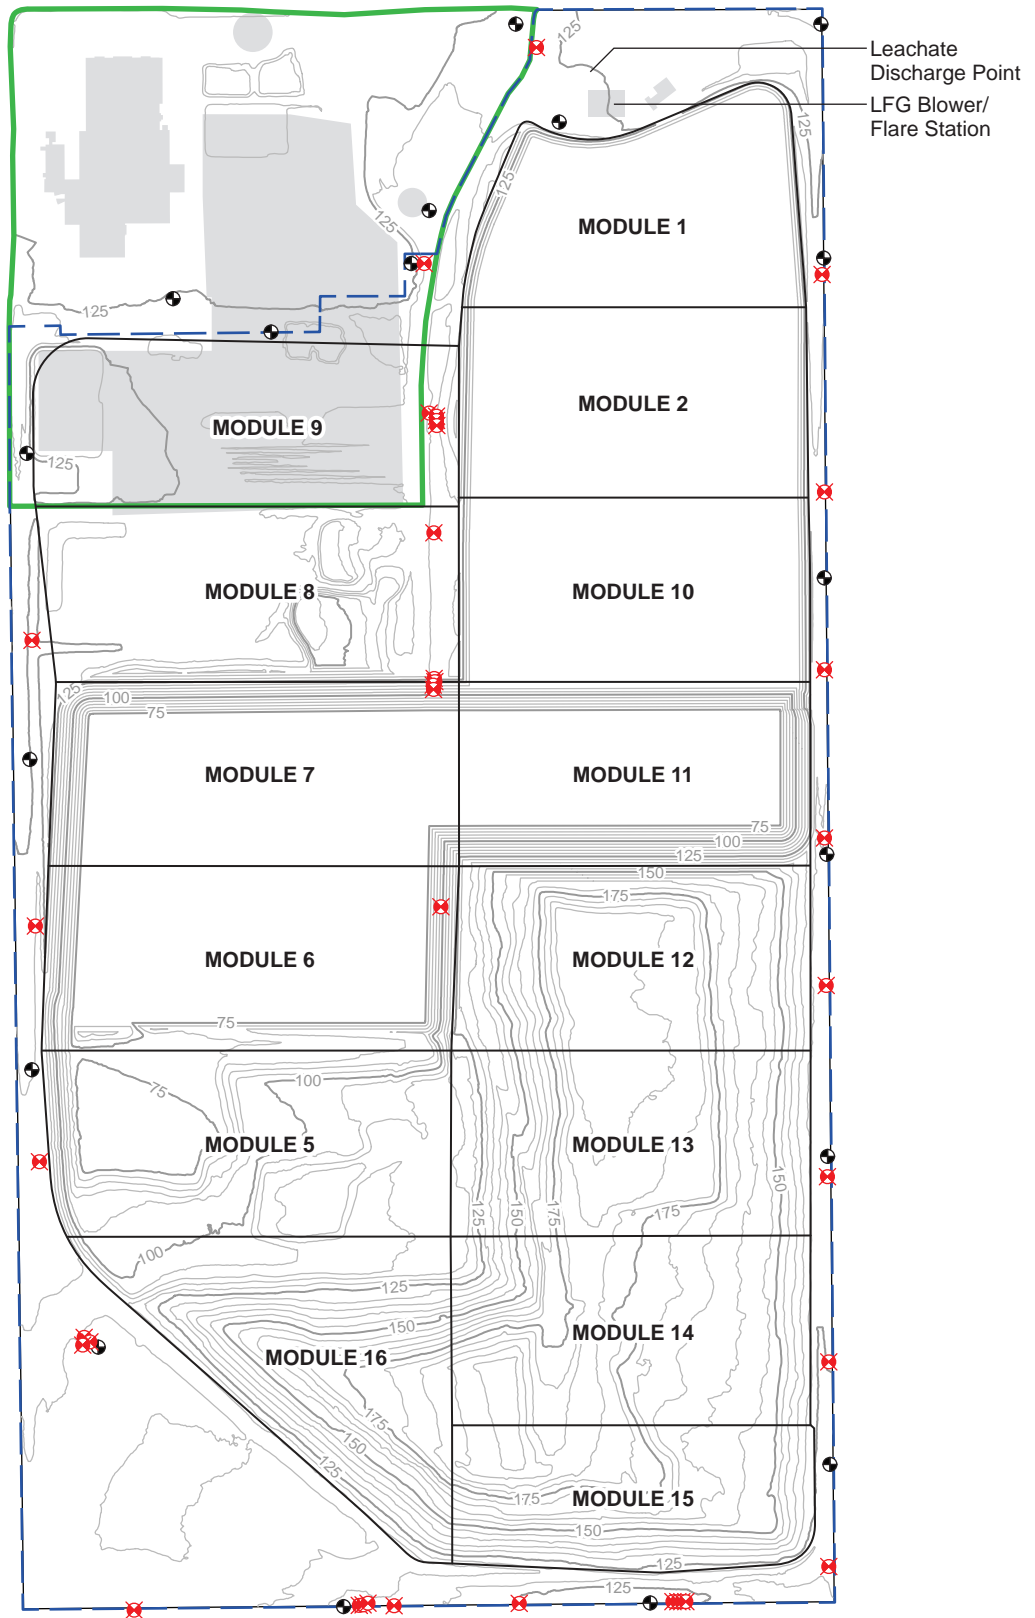 125
Leachate
Discharge Point
LFG Blower/
Flare Station
125
125
MODULE 1
125
125
MODULE 2
MODULE 9
125
MODULE 8
MODULE 10
125
100
75
MODULE 7
MODULE 11
75
100
125
150
175
MODULE 6
MODULE 12
75
100
75
MODULE 5
MODULE 13
150
125
150
175
175
100
125
150
MODULE 14
MODULE 16
175
150
125
175
MODULE 15
150
125
125